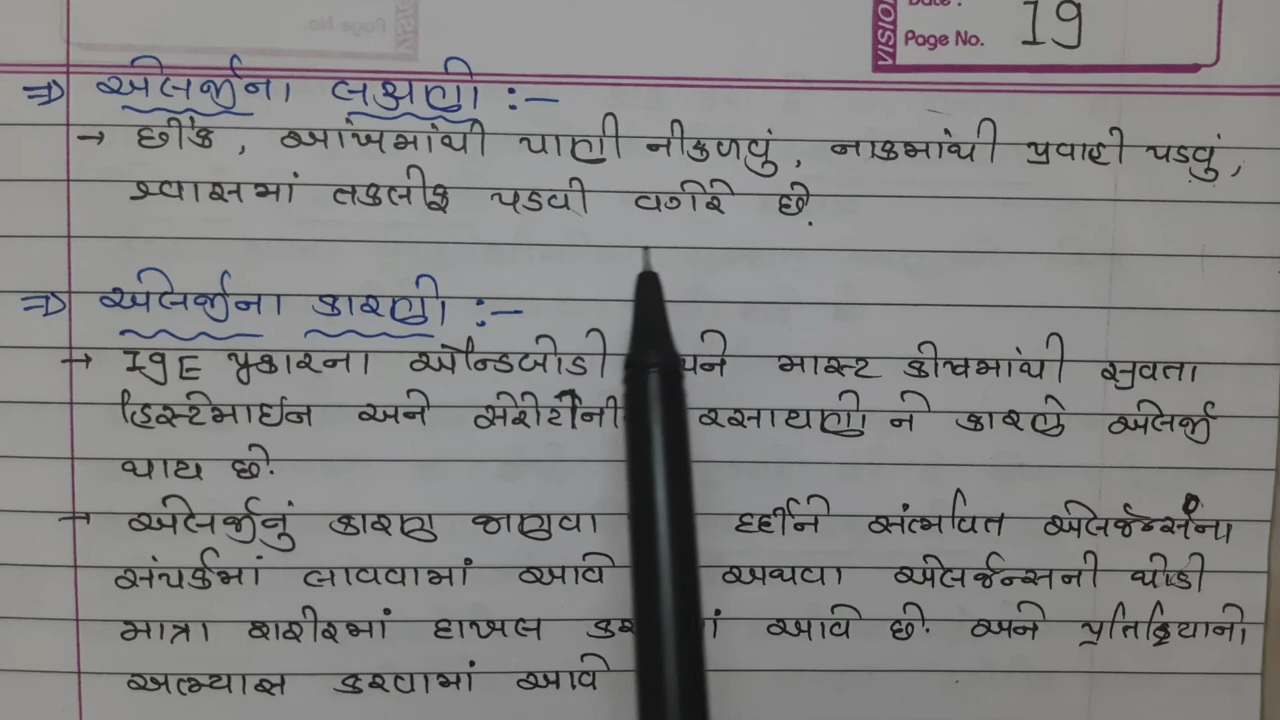 Date :
VISION
Page No. 19
⇒ એલર્જીના લક્ષણો :-
→ છીંક, આંખમાંથી પાણી નીકળવું, નાકમાંથી પ્રવાહી પડવું,
શ્વાસમાં તકલીફ પડવી વગેરે છે.
⇒ એલર્જીના કારણો :-
→ IgE પ્રકારના એન્ડીબોડી માસ્ટ કોષમાંથી સ્રવતા
હિસ્ટેમાઈન અને સેરોટોની રસાયણો ને કારણે એલર્જી
થાય છે.
→ એલર્જીનું કારણ જાણવા દર્દીને સંભવિત એલર્જન્સના
સંપર્કમાં લાવવામાં આવે અથવા એલર્જન્સની થોડી
માત્રા શરીરમાં દાખલ આવે છે. અને પ્રતિક્રિયાનો
અભ્યાસ કરવામાં આવે